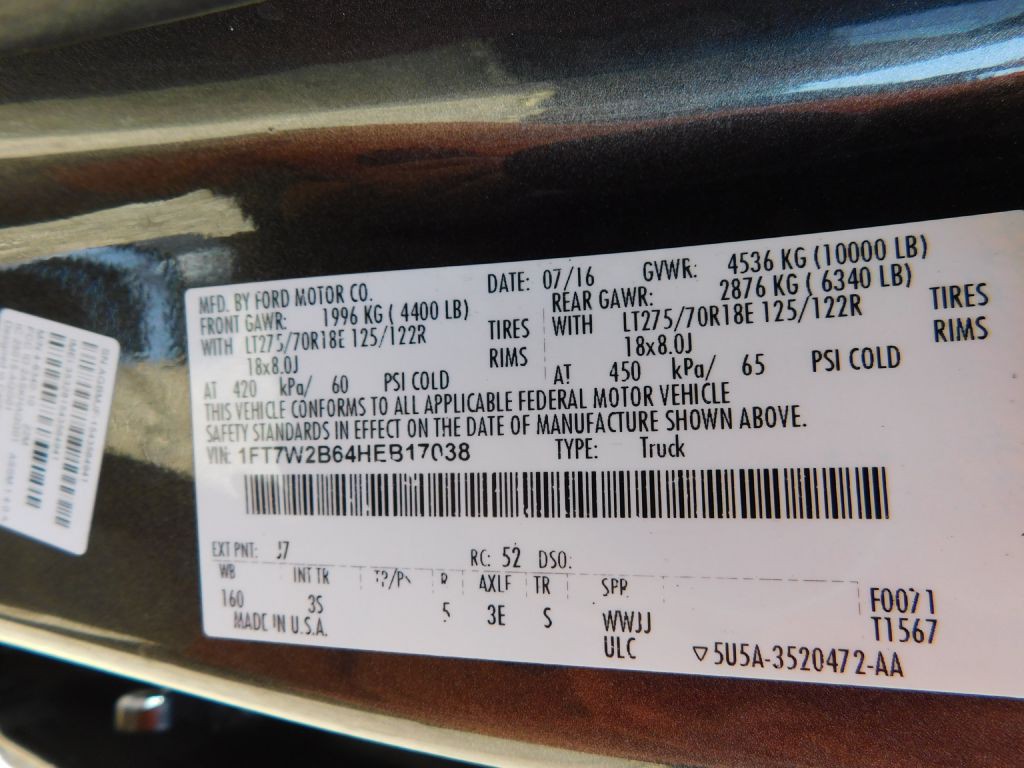 MFD. BY FORD MOTOR CO.
DATE: 07/16
GVWR: 4536 KG (10000 LB)
FRONT GAWR: 1996 KG ( 4400 LB)
REAR GAWR: 2876 KG ( 6340 LB)
WITH LT275/70R18E 125/122R TIRES
WITH LT275/70R18E 125/122R TIRES
18x8.0J RIMS
18x8.0J RIMS
AT 420 kPa/ 60 PSI COLD
AT 450 kPa/ 65 PSI COLD
THIS VEHICLE CONFORMS TO ALL APPLICABLE FEDERAL MOTOR VEHICLE
SAFETY STANDARDS IN EFFECT ON THE DATE OF MANUFACTURE SHOWN ABOVE.
VIN: 1FT7W2B64HEB17038
TYPE: Truck
EXT PNT: J7 RC: 52 DSO:
WB INT TR TP/PS R AXLE TR SPR
160 3S 5 3E S WWJJ
F0071
T1567
MADE IN U.S.A.
ULC
▽5U5A-3520472-AA